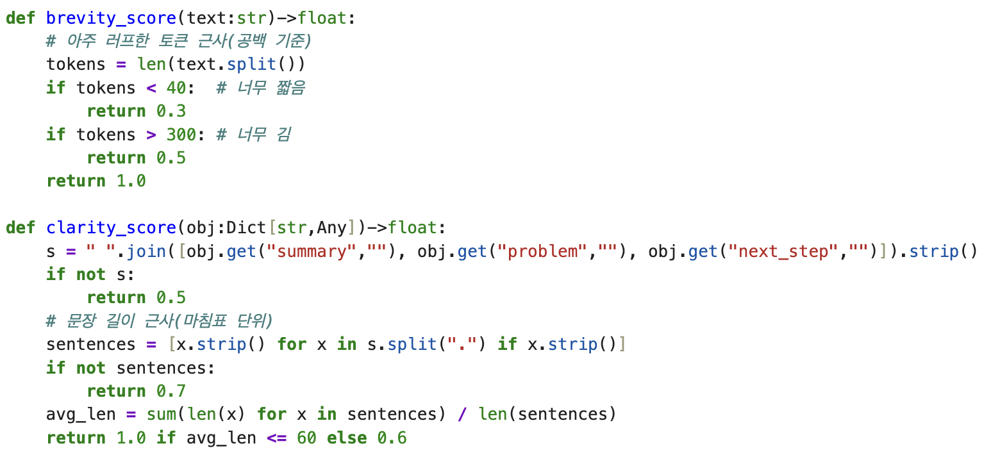 def brevity_score(text:str)->float:
    # 아주 러프한 토큰 근사(공백 기준)
    tokens = len(text.split())
    if tokens < 40:  # 너무 짧음
        return 0.3
    if tokens > 300: # 너무 김
        return 0.5
    return 1.0

def clarity_score(obj:Dict[str,Any])->float:
    s = " ".join([obj.get("summary",""), obj.get("problem",""), obj.get("next_step","")]).strip()
    if not s:
        return 0.5
    # 문장 길이 근사(마침표 단위)
    sentences = [x.strip() for x in s.split(".") if x.strip()]
    if not sentences:
        return 0.7
    avg_len = sum(len(x) for x in sentences) / len(sentences)
    return 1.0 if avg_len <= 60 else 0.6